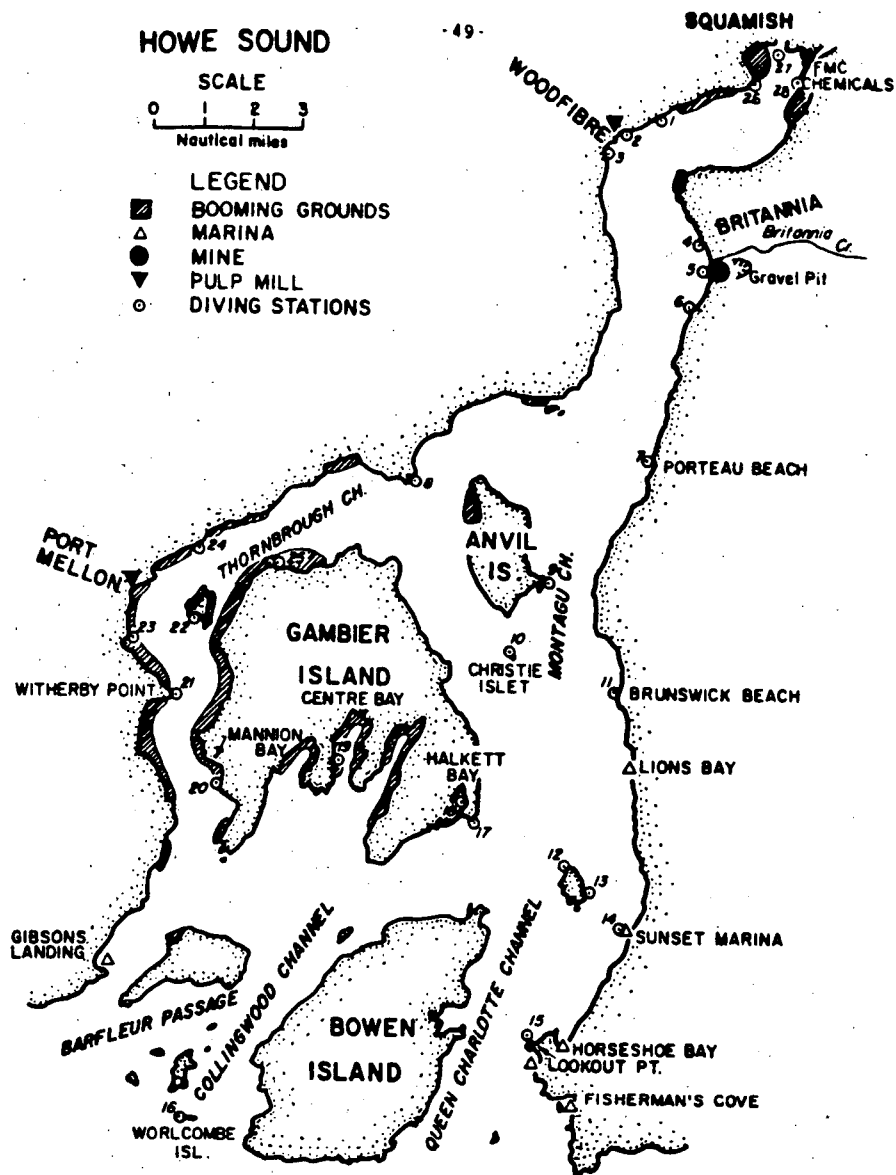 HOWE SOUND
-49-
SQUAMISH
SCALE
0 1 2 3
Nautical miles
LEGEND
BOOMING GROUNDS
MARINA
MINE
PULP MILL
DIVING STATIONS
WOODFIBRE
27
FMC
CHEMICALS
26
28
1
2
3
BRITANNIA
Britannia
Cr.
4
5
Gravel Pit
6
7
PORTEAU BEACH
8
THORNBROUGH CH.
24
PORT
MELLON
ANVIL
IS
9
MONTAGU CH.
22
23
GAMBIER
ISLAND
10
CHRISTIE
ISLET
WITHERBY POINT
21
CENTRE BAY
11
BRUNSWICK BEACH
MANNION
BAY
19
HALKETT
BAY
LIONS BAY
20
17
12
13
14
SUNSET MARINA
GIBSONS
LANDING
BARFLEUR PASSAGE
COLLINGWOOD CHANNEL
BOWEN
ISLAND
QUEEN CHARLOTTE CHANNEL
15
HORSESHOE BAY
LOOKOUT PT.
FISHERMAN'S COVE
16
WORLCOMBE
ISL.